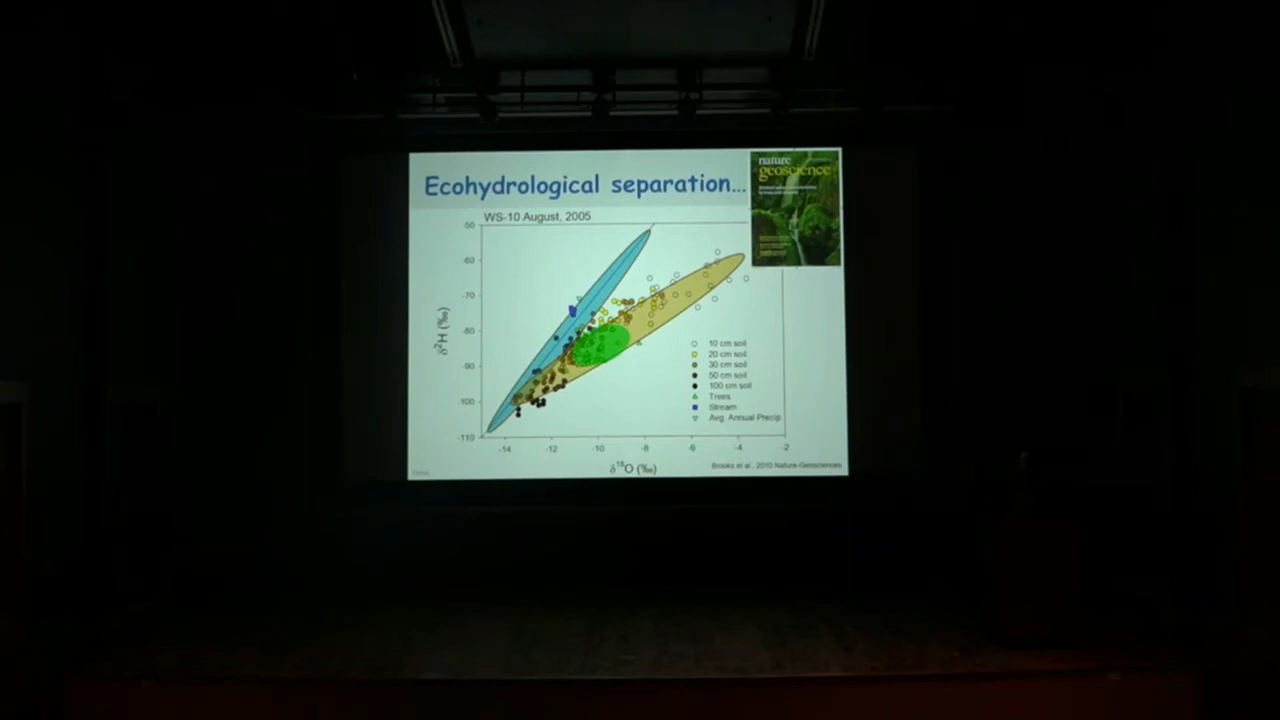 Ecohydrological separation...
nature
geoscience
WS-10 August, 2005
-50
-60
-70
-80
-90
-100
-110
δ²H (‰)
10 cm soil
20 cm soil
30 cm soil
50 cm soil
100 cm soil
Trees
Stream
Avg. Annual Precip
-14 -12 -10 -8 -6 -4 -2
δ¹⁸O (‰)
Brooks et al., 2010 Nature-Geosciences